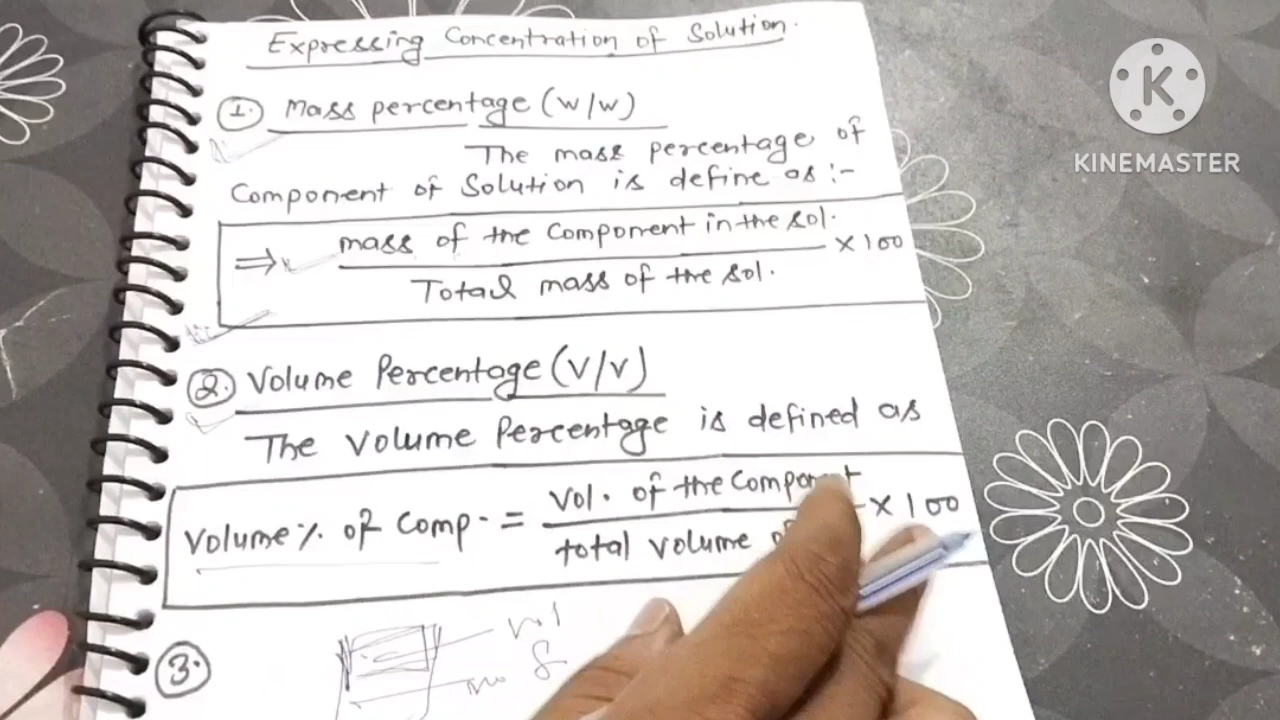 Expressing Concentration of Solution.
1. Mass percentage (w/w)
The mass percentage of
Component of Solution is define as :-
⇒ mass of the Component in the sol. × 100
Total mass of the sol.
2. Volume Percentage (V/V)
The Volume Percentage is defined as
Volume % of Comp. = Vol. of the Component × 100
total volume
3.
K
KINEMASTER